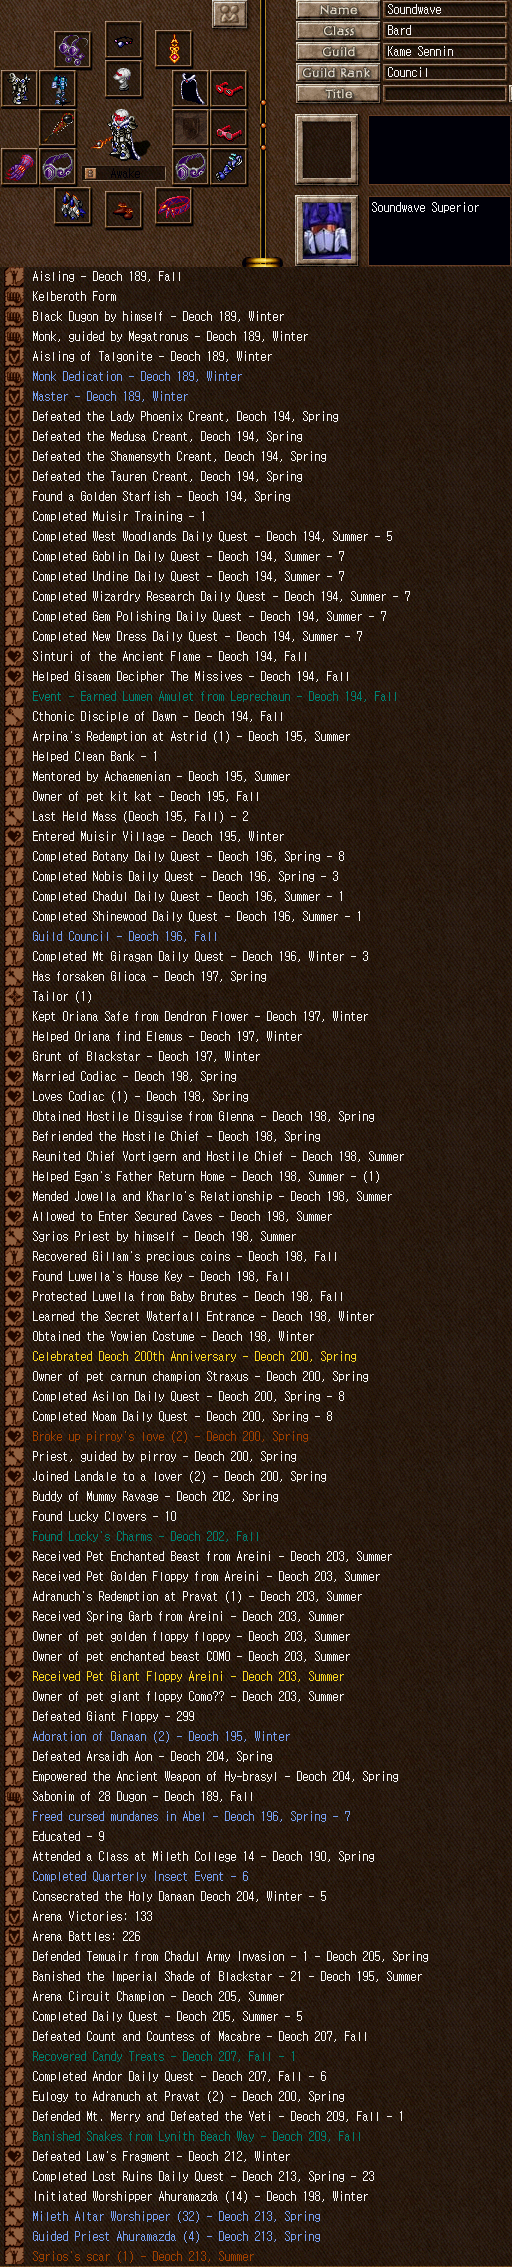 Name Soundwave
Class Bard
Guild Kame Sennin
Guild Rank Council
Title
Awake
Soundwave Superior
Aisling - Deoch 189, Fall
Kelberoth Form
Black Dugon by himself - Deoch 189, Winter
Monk, guided by Megatronus - Deoch 189, Winter
Aisling of Talgonite - Deoch 189, Winter
Monk Dedication - Deoch 189, Winter
Master - Deoch 189, Winter
Defeated the Lady Phoenix Creant, Deoch 194, Spring
Defeated the Medusa Creant, Deoch 194, Spring
Defeated the Shamensyth Creant, Deoch 194, Spring
Defeated the Tauren Creant, Deoch 194, Spring
Found a Golden Starfish - Deoch 194, Spring
Completed Muisir Training - 1
Completed West Woodlands Daily Quest - Deoch 194, Summer - 5
Completed Goblin Daily Quest - Deoch 194, Summer - 7
Completed Undine Daily Quest - Deoch 194, Summer - 7
Completed Wizardry Research Daily Quest - Deoch 194, Summer - 7
Completed Gem Polishing Daily Quest - Deoch 194, Summer - 7
Completed New Dress Daily Quest - Deoch 194, Summer - 7
Sinturi of the Ancient Flame - Deoch 194, Fall
Helped Gisaem Decipher The Missives - Deoch 194, Fall
Event - Earned Lumen Amulet from Leprechaun - Deoch 194, Fall
Cthonic Disciple of Dawn - Deoch 194, Fall
Arpina's Redemption at Astrid (1) - Deoch 195, Summer
Helped Clean Bank - 1
Mentored by Achaemenian - Deoch 195, Summer
Owner of pet kit kat - Deoch 195, Fall
Last Held Mass (Deoch 195, Fall) - 2
Entered Muisir Village - Deoch 195, Winter
Completed Botany Daily Quest - Deoch 196, Spring - 8
Completed Nobis Daily Quest - Deoch 196, Spring - 3
Completed Chadul Daily Quest - Deoch 196, Summer - 1
Completed Shinewood Daily Quest - Deoch 196, Summer - 1
Guild Council - Deoch 196, Fall
Completed Mt Giragan Daily Quest - Deoch 196, Winter - 3
Has forsaken Glioca - Deoch 197, Spring
Tailor (1)
Kept Oriana Safe from Dendron Flower - Deoch 197, Winter
Helped Oriana find Elemus - Deoch 197, Winter
Grunt of Blackstar - Deoch 197, Winter
Married Codiac - Deoch 198, Spring
Loves Codiac (1) - Deoch 198, Spring
Obtained Hostile Disguise from Glenna - Deoch 198, Spring
Befriended the Hostile Chief - Deoch 198, Spring
Reunited Chief Vortigern and Hostile Chief - Deoch 198, Summer
Helped Egan's Father Return Home - Deoch 198, Summer - (1)
Mended Jowella and Kharlo's Relationship - Deoch 198, Summer
Allowed to Enter Secured Caves - Deoch 198, Summer
Sgrios Priest by himself - Deoch 198, Summer
Recovered Gillam's precious coins - Deoch 198, Fall
Found Luwella's House Key - Deoch 198, Fall
Protected Luwella from Baby Brutes - Deoch 198, Fall
Learned the Secret Waterfall Entrance - Deoch 198, Winter
Obtained the Yowien Costume - Deoch 198, Winter
Celebrated Deoch 200th Anniversary - Deoch 200, Spring
Owner of pet carnun champion Straxus - Deoch 200, Spring
Completed Asilon Daily Quest - Deoch 200, Spring - 8
Completed Noam Daily Quest - Deoch 200, Spring - 8
Broke up pirroy's love (2) - Deoch 200, Spring
Priest, guided by pirroy - Deoch 200, Spring
Joined Landale to a lover (2) - Deoch 200, Spring
Buddy of Mummy Ravage - Deoch 202, Spring
Found Lucky Clovers - 10
Found Locky's Charms - Deoch 202, Fall
Received Pet Enchanted Beast from Areini - Deoch 203, Summer
Received Pet Golden Floppy from Areini - Deoch 203, Summer
Adranuch's Redemption at Pravat (1) - Deoch 203, Summer
Received Spring Garb from Areini - Deoch 203, Summer
Owner of pet golden floppy floppy - Deoch 203, Summer
Owner of pet enchanted beast COMO - Deoch 203, Summer
Received Pet Giant Floppy Areini - Deoch 203, Summer
Owner of pet giant floppy Como?? - Deoch 203, Summer
Defeated Giant Floppy - 299
Adoration of Danaan (2) - Deoch 195, Winter
Defeated Arsaidh Aon - Deoch 204, Spring
Empowered the Ancient Weapon of Hy-brasyl - Deoch 204, Spring
Sabonim of 28 Dugon - Deoch 189, Fall
Freed cursed mundanes in Abel - Deoch 196, Spring - 7
Educated - 9
Attended a Class at Mileth College 14 - Deoch 190, Spring
Completed Quarterly Insect Event - 6
Consecrated the Holy Danaan Deoch 204, Winter - 5
Arena Victories: 133
Arena Battles: 226
Defended Temuair from Chadul Army Invasion - 1 - Deoch 205, Spring
Banished the Imperial Shade of Blackstar - 21 - Deoch 195, Summer
Arena Circuit Champion - Deoch 205, Summer
Completed Daily Quest - Deoch 205, Summer - 5
Defeated Count and Countess of Macabre - Deoch 207, Fall
Recovered Candy Treats - Deoch 207, Fall - 1
Completed Andor Daily Quest - Deoch 207, Fall - 6
Eulogy to Adranuch at Pravat (2) - Deoch 200, Spring
Defended Mt. Merry and Defeated the Yeti - Deoch 209, Fall - 1
Banished Snakes from Lynith Beach Way - Deoch 209, Fall
Defeated Law's Fragment - Deoch 212, Winter
Completed Lost Ruins Daily Quest - Deoch 213, Spring - 23
Initiated Worshipper Ahuramazda (14) - Deoch 198, Winter
Mileth Altar Worshipper (32) - Deoch 213, Spring
Guided Priest Ahuramazda (4) - Deoch 213, Spring
Sgrios's scar (1) - Deoch 213, Summer